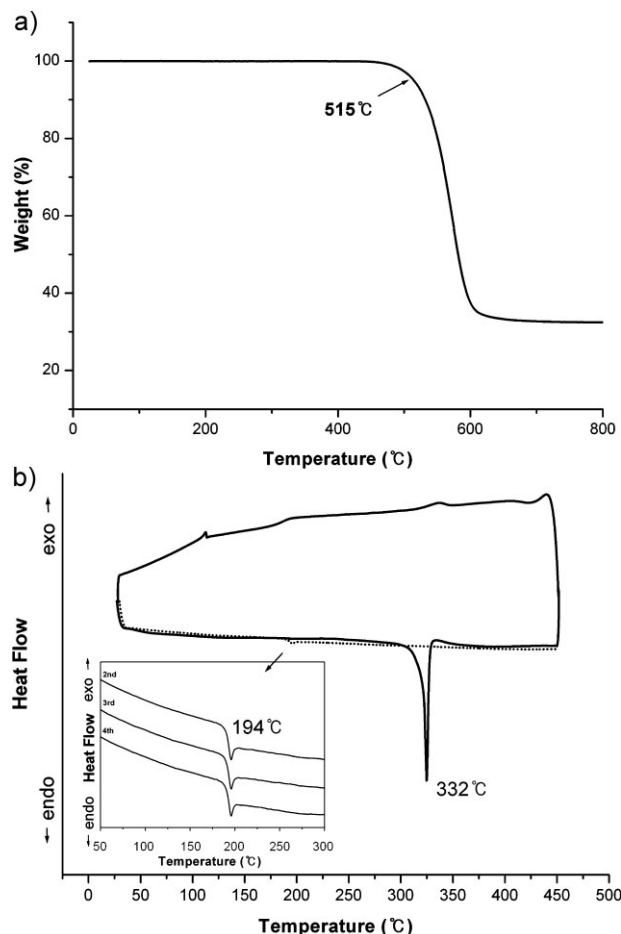 a)
100
80
60
40
20
Weight (%)
515℃
0 200 400 600 800
Temperature (℃)
b)
← endo Heat Flow exo →
2nd
3rd
4th
194℃
← endo Heat Flow exo →
50 100 150 200 250 300
Temperature (℃)
332℃
0 50 100 150 200 250 300 350 400 450 500
Temperature (℃)